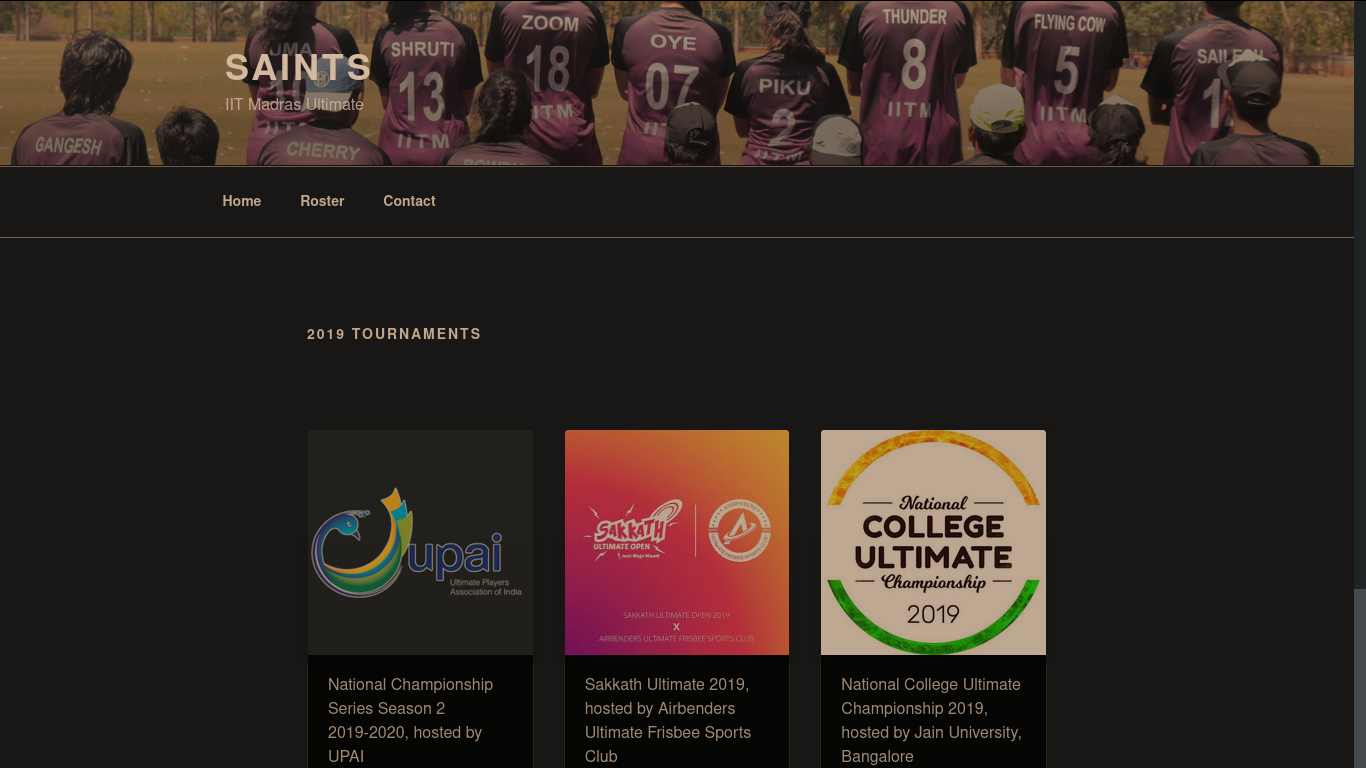 ZOOM
THUNDER
FLYING COW
SHRUTI
OYE
UMA
SAINTS
18
8
5
13
07
PIKU
IIT Madras Ultimate
2
IITM
IITM
IITM
IITM
GANGESH
CHERRY
Home
Roster
Contact
2019 TOURNAMENTS
upai
Ultimate Players
Association of India
SAKKATH
ULTIMATE OPEN
SAKKATH ULTIMATE OPEN 2019
X
AIRBENDERS ULTIMATE FRISBEE SPORTS CLUB
National
COLLEGE
ULTIMATE
Championship
2019
National Championship
Series Season 2
2019-2020, hosted by
UPAI
Sakkath Ultimate 2019,
hosted by Airbenders
Ultimate Frisbee Sports
Club
National College Ultimate
Championship 2019,
hosted by Jain University,
Bangalore